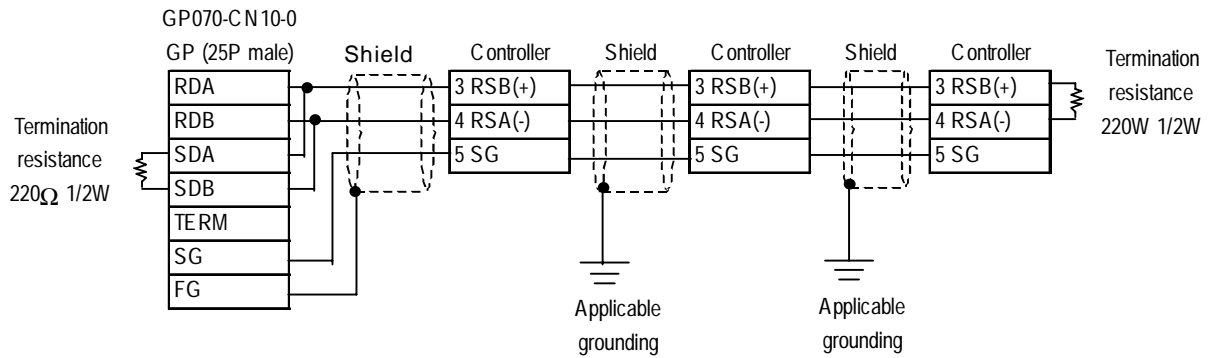 GP070-CN10-0
GP (25P male)
Shield
Controller
Shield
Controller
Shield
Controller
RDA
RDB
SDA
SDB
TERM
SG
FG
Termination
resistance
220Ω 1/2W
3 RSB(+)
4 RSA(-)
5 SG
3 RSB(+)
4 RSA(-)
5 SG
3 RSB(+)
4 RSA(-)
5 SG
Termination
resistance
220W 1/2W
Applicable
grounding
Applicable
grounding